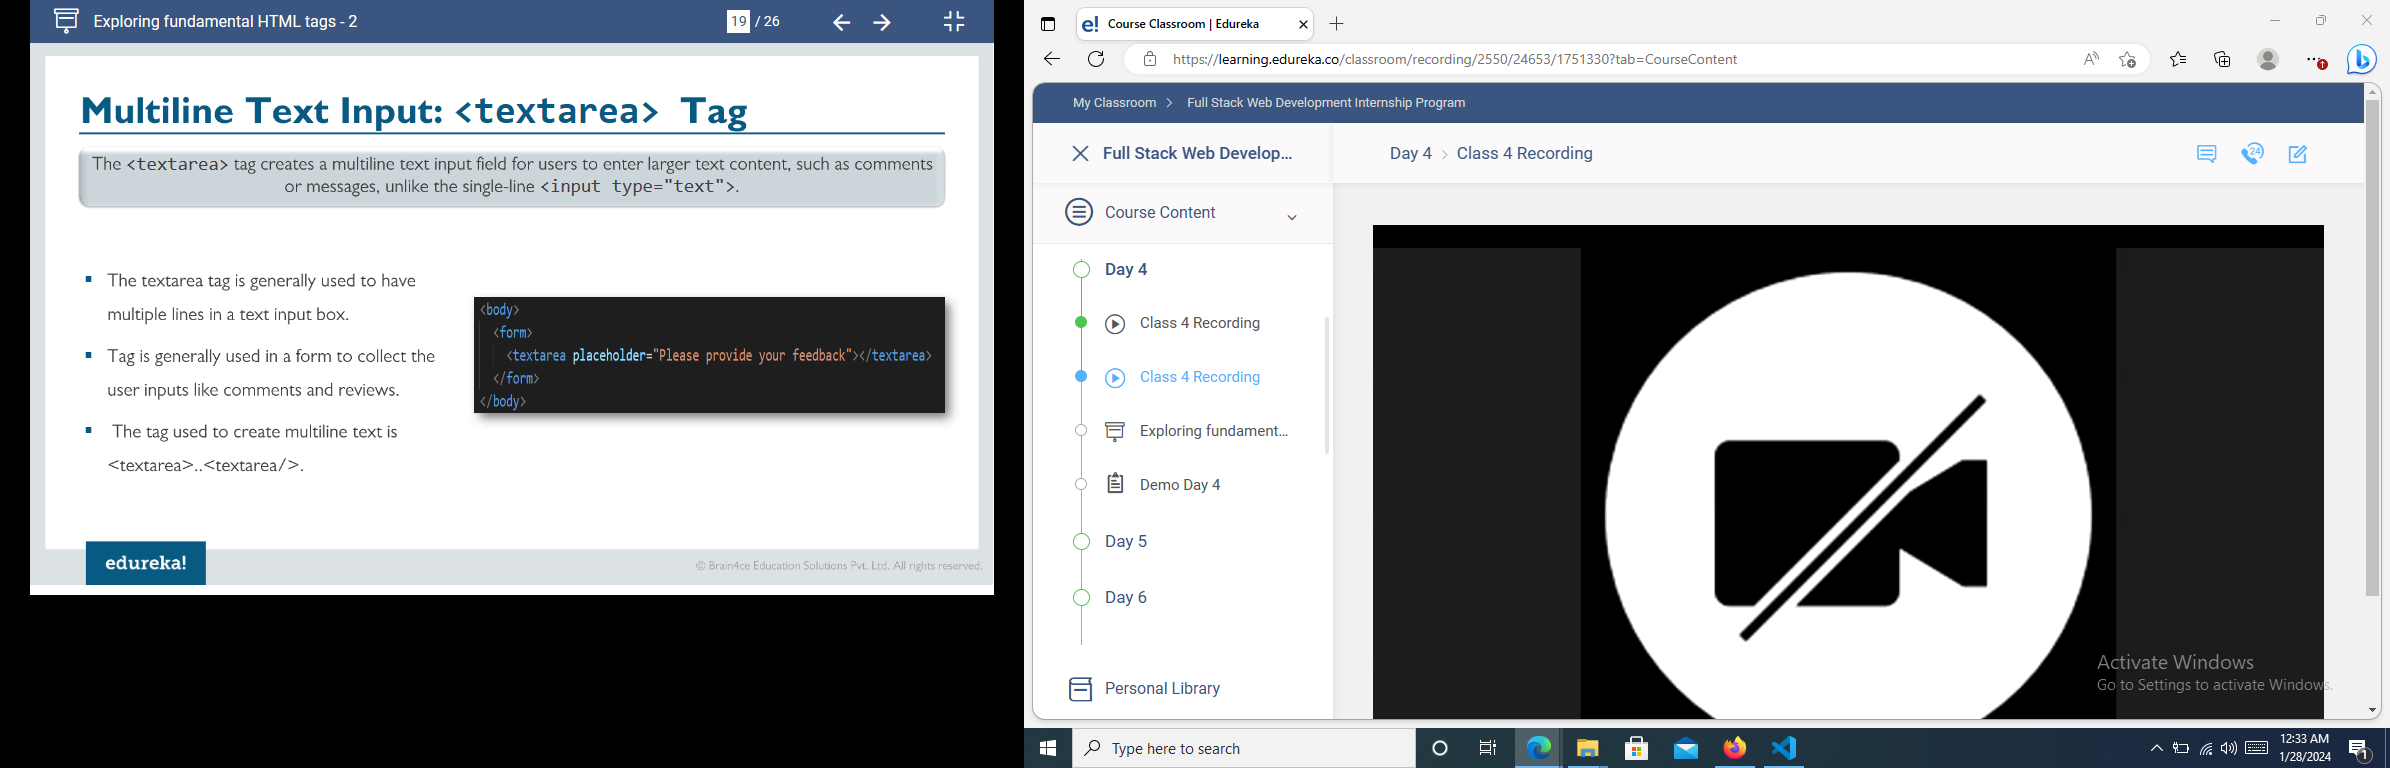 Exploring fundamental HTML tags - 2
19 / 26
Multiline Text Input: <textarea> Tag
The <textarea> tag creates a multiline text input field for users to enter larger text content, such as comments
or messages, unlike the single-line <input type="text">.
The textarea tag is generally used to have
multiple lines in a text input box.
Tag is generally used in a form to collect the
user inputs like comments and reviews.
The tag used to create multiline text is
<textarea>..<textarea/>.
<body>
<form>
<textarea placeholder="Please provide your feedback"></textarea>
</form>
</body>
edureka!
© Brain4ce Education Solutions Pvt. Ltd. All rights reserved.
e! Course Classroom | Edureka
https://learning.edureka.co/classroom/recording/2550/24653/1751330?tab=CourseContent
My Classroom > Full Stack Web Development Internship Program
Full Stack Web Develop...
Day 4 > Class 4 Recording
24
Course Content
Day 4
Class 4 Recording
Class 4 Recording
Exploring fundament...
Demo Day 4
Day 5
Day 6
Personal Library
Activate Windows
Go to Settings to activate Windows.
Type here to search
12:33 AM
1/28/2024
1